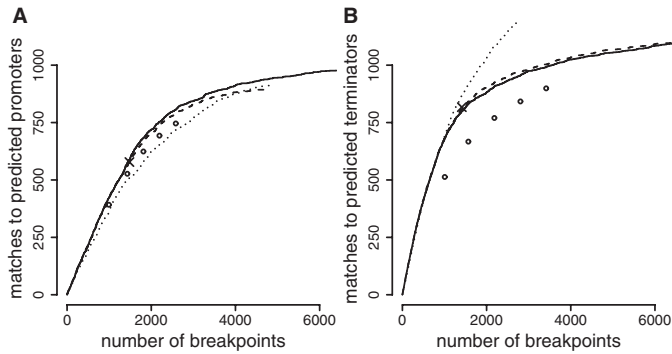 A
matches to predicted promoters
1000
750
500
250
0
0 2000 4000 6000
number of breakpoints
B
matches to predicted terminators
1000
750
500
250
0
0 2000 4000 6000
number of breakpoints